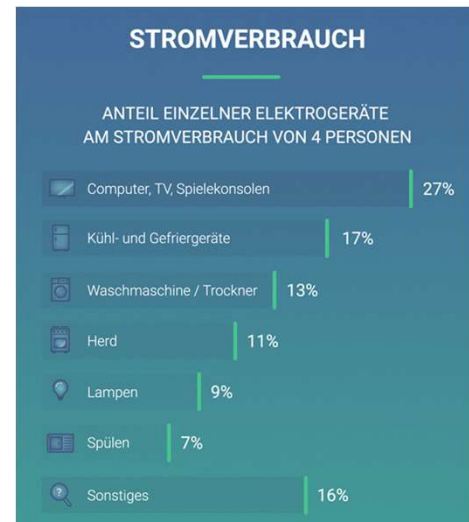 STROMVERBRAUCH
ANTEIL EINZELNER ELEKTROGERÄTE
AM STROMVERBRAUCH VON 4 PERSONEN
Computer, TV, Spielekonsolen 27%
Kühl- und Gefriergeräte 17%
Waschmaschine / Trockner 13%
Herd 11%
Lampen 9%
Spülen 7%
? Sonstiges 16%